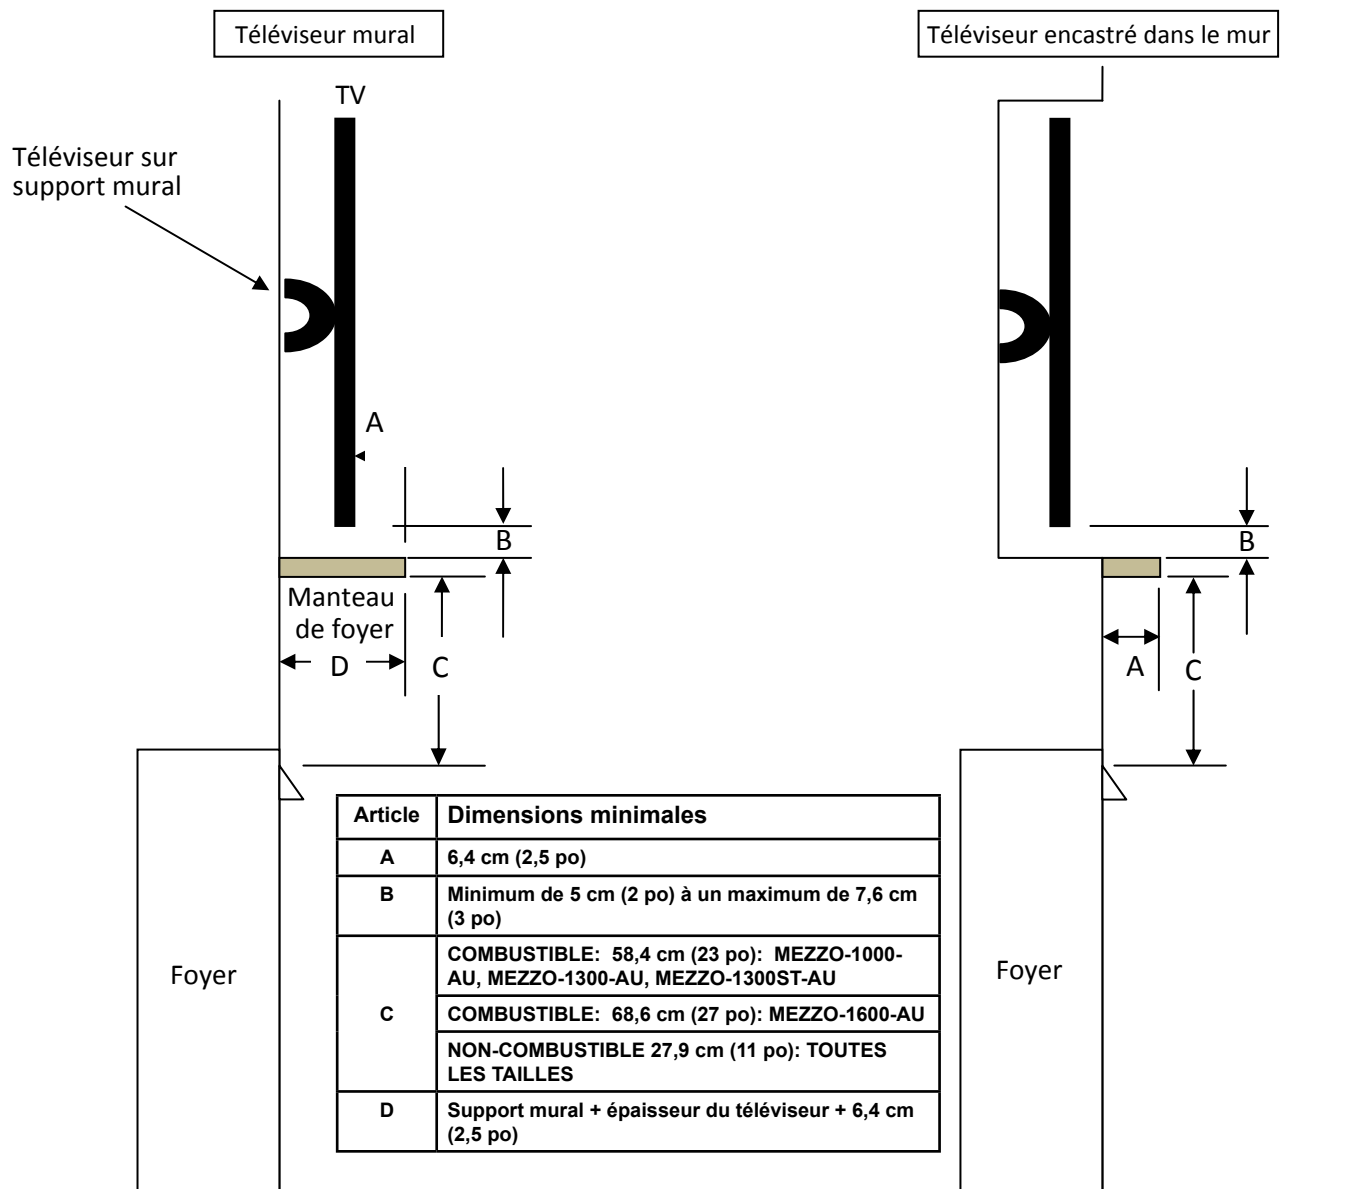 Téléviseur mural
Téléviseur encastré dans le mur
TV
Téléviseur sur
support mural
A
B
Manteau
de foyer
D
C
B
A
C
Foyer
Foyer
Article Dimensions minimales
A 6,4 cm (2,5 po)
B Minimum de 5 cm (2 po) à un maximum de 7,6 cm
(3 po)
COMBUSTIBLE: 58,4 cm (23 po): MEZZO-1000-
AU, MEZZO-1300-AU, MEZZO-1300ST-AU
C COMBUSTIBLE: 68,6 cm (27 po): MEZZO-1600-AU
NON-COMBUSTIBLE 27,9 cm (11 po): TOUTES
LES TAILLES
D Support mural + épaisseur du téléviseur + 6,4 cm
(2,5 po)